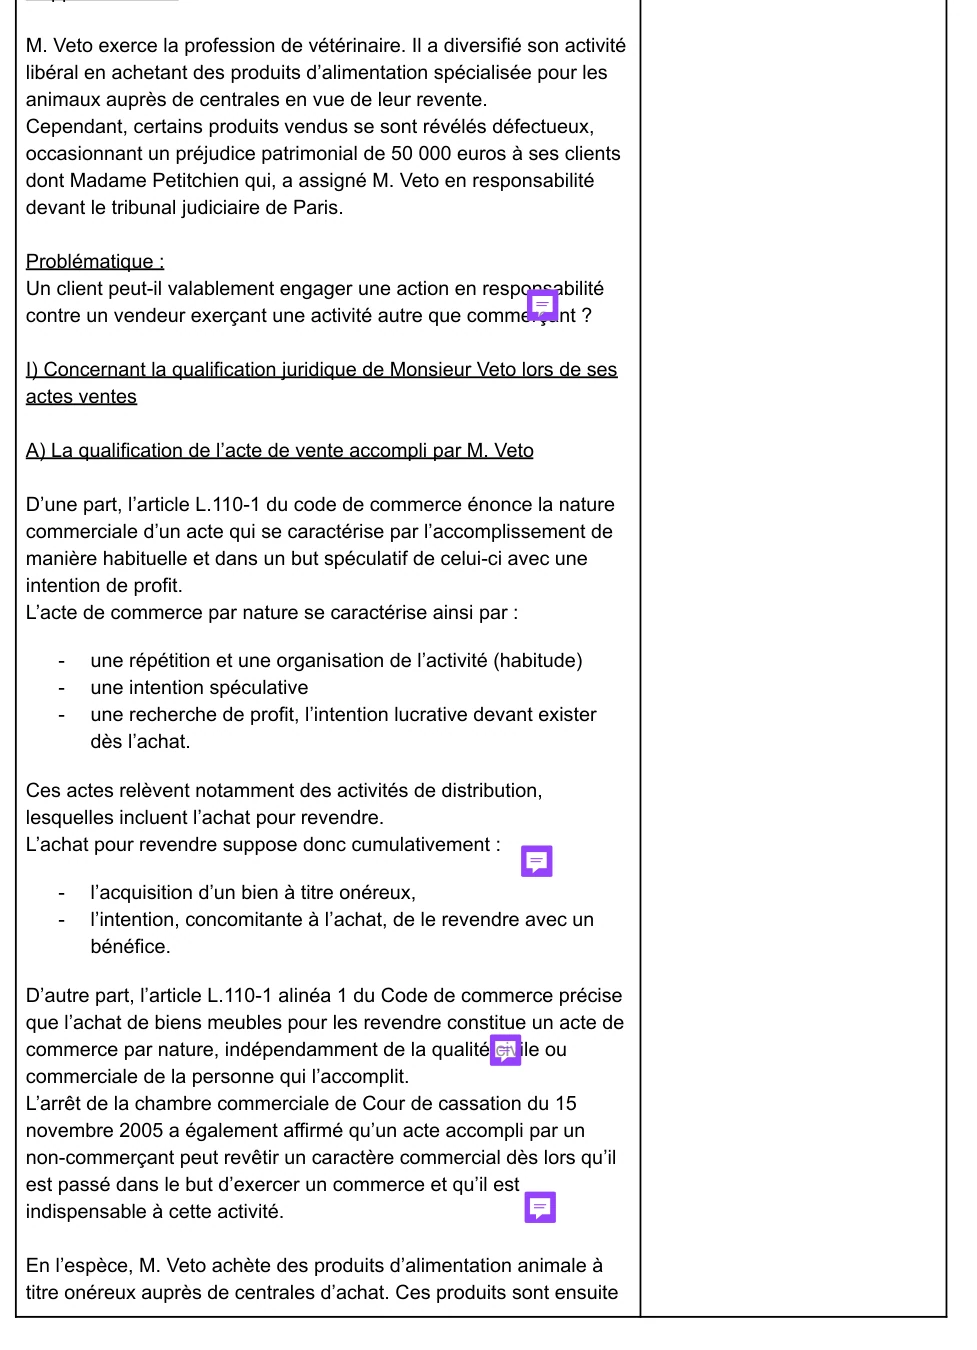 M. Veto exerce la profession de vétérinaire. Il a diversifié son activité
libéral en achetant des produits d’alimentation spécialisée pour les
animaux auprès de centrales en vue de leur revente.
Cependant, certains produits vendus se sont révélés défectueux,
occasionnant un préjudice patrimonial de 50 000 euros à ses clients
dont Madame Petitchien qui, a assigné M. Veto en responsabilité
devant le tribunal judiciaire de Paris.
Problématique :
Un client peut-il valablement engager une action en responsabilité
contre un vendeur exerçant une activité autre que commerçant ?
I) Concernant la qualification juridique de Monsieur Veto lors de ses
actes ventes
A) La qualification de l’acte de vente accompli par M. Veto
D’une part, l’article L.110-1 du code de commerce énonce la nature
commerciale d’un acte qui se caractérise par l’accomplissement de
manière habituelle et dans un but spéculatif de celui-ci avec une
intention de profit.
L’acte de commerce par nature se caractérise ainsi par :
- une répétition et une organisation de l’activité (habitude)
- une intention spéculative
- une recherche de profit, l’intention lucrative devant exister
dès l’achat.
Ces actes relèvent notamment des activités de distribution,
lesquelles incluent l’achat pour revendre.
L’achat pour revendre suppose donc cumulativement :
- l’acquisition d’un bien à titre onéreux,
- l’intention, concomitante à l’achat, de le revendre avec un
bénéfice.
D’autre part, l’article L.110-1 alinéa 1 du Code de commerce précise
que l’achat de biens meubles pour les revendre constitue un acte de
commerce par nature, indépendamment de la qualité civile ou
commerciale de la personne qui l’accomplit.
L’arrêt de la chambre commerciale de Cour de cassation du 15
novembre 2005 a également affirmé qu’un acte accompli par un
non-commerçant peut revêtir un caractère commercial dès lors qu’il
est passé dans le but d’exercer un commerce et qu’il est
indispensable à cette activité.
En l’espèce, M. Veto achète des produits d’alimentation animale à
titre onéreux auprès de centrales d’achat. Ces produits sont ensuite